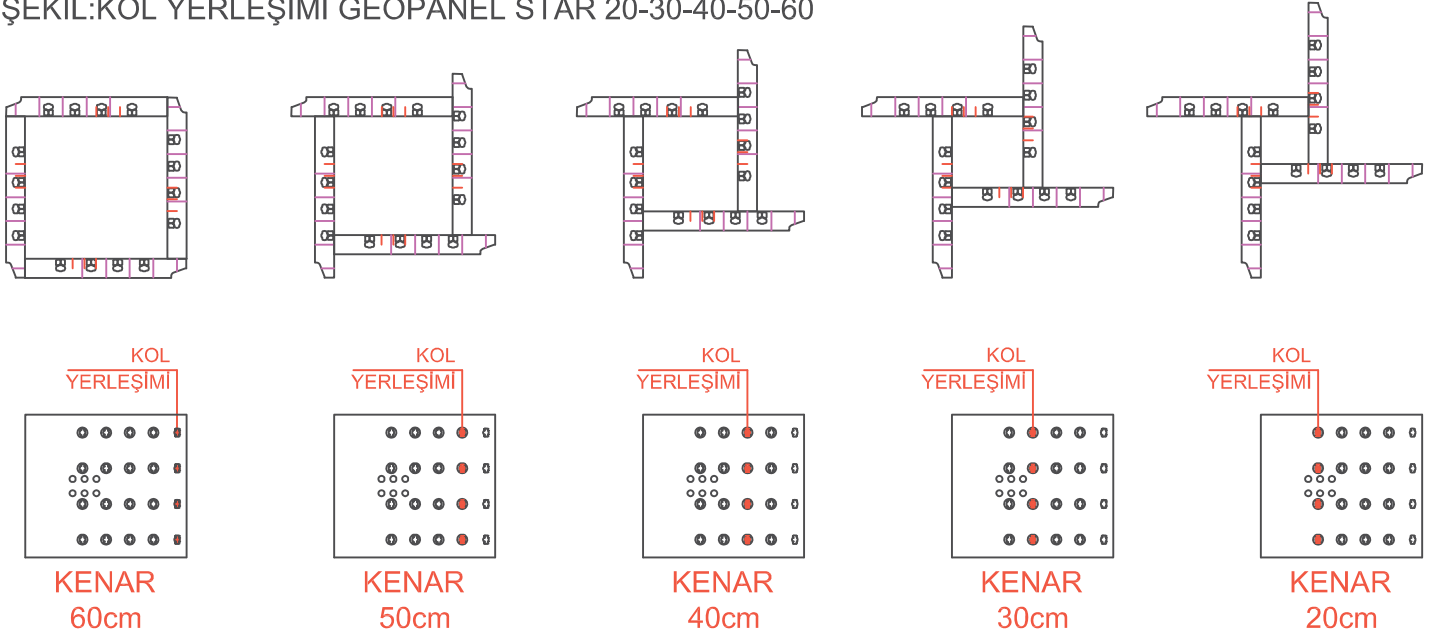 ŞEKİL:KOL YERLEŞİMİ GEOPANEL STAR 20-30-40-50-60
KOL
YERLEŞİMİ
KENAR
60cm
KOL
YERLEŞİMİ
KENAR
50cm
KOL
YERLEŞİMİ
KENAR
40cm
KOL
YERLEŞİMİ
KENAR
30cm
KOL
YERLEŞİMİ
KENAR
20cm